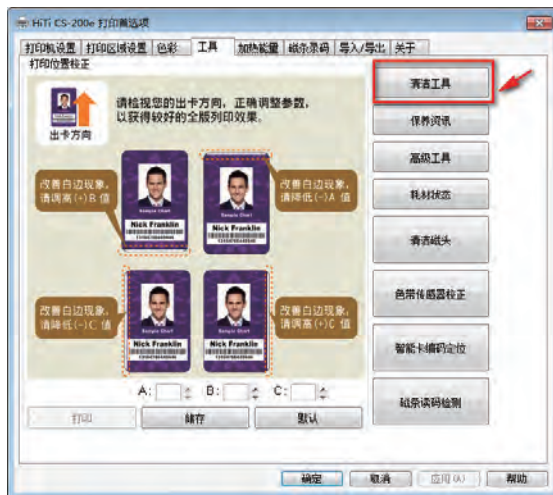 HiTi CS-200e 打印首选项
打印机设置 打印区域设置 色彩 工具 加热能量 磁条录码 导入/导出 关于
打印位置校正
请检视您的出卡方向，正确调整参数，
以获得较好的全版列印效果。
出卡方向
改善白边现象，
请调高(+)B 值
改善白边现象，
请降低(-)A 值
Sample Chart
Nick Franklin
Sample Chart
Nick Franklin
改善白边现象，
请降低(-)C 值
改善白边现象，
请调高(+)C 值
Sample Chart
Nick Franklin
Sample Chart
Nick Franklin
A: B: C:
打印 储存 默认
清洁工具
保养资讯
高级工具
耗材状态
清洁磁头
色带传感器校正
智能卡编码定位
磁条读码检测
确定 取消 应用(A) 帮助